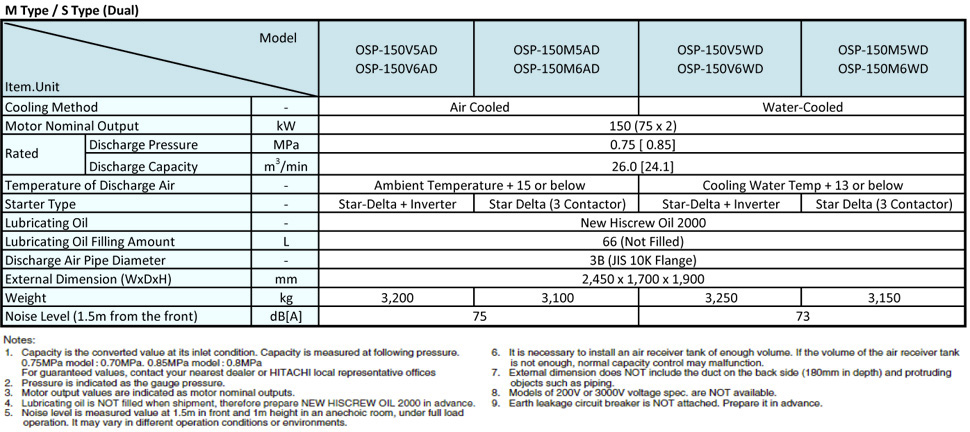 M Type / S Type (Dual)
Model
Item.Unit
OSP-150V5AD
OSP-150V6AD
OSP-150M5AD
OSP-150M6AD
OSP-150V5WD
OSP-150V6WD
OSP-150M5WD
OSP-150M6WD
Cooling Method - Air Cooled Water-Cooled
Motor Nominal Output kW 150 (75 x 2)
Rated
Discharge Pressure MPa 0.75 [ 0.85]
Discharge Capacity m³/min 26.0 [24.1]
Temperature of Discharge Air - Ambient Temperature + 15 or below Cooling Water Temp + 13 or below
Starter Type - Star-Delta + Inverter Star Delta (3 Contactor) Star-Delta + Inverter Star Delta (3 Contactor)
Lubricating Oil - New Hiscrew Oil 2000
Lubricating Oil Filling Amount L 66 (Not Filled)
Discharge Air Pipe Diameter - 3B (JIS 10K Flange)
External Dimension (WxDxH) mm 2,450 x 1,700 x 1,900
Weight kg 3,200 3,100 3,250 3,150
Noise Level (1.5m from the front) dB[A] 75 73
Notes:
1. Capacity is the converted value at its inlet condition. Capacity is measured at following pressure.
0.75MPa model : 0.70MPa. 0.85MPa model : 0.8MPa
For guaranteed values, contact your nearest dealer or HITACHI local representative offices
2. Pressure is indicated as the gauge pressure.
3. Motor output values are indicated as motor nominal outputs.
4. Lubricating oil is NOT filled when shipment, therefore prepare NEW HISCREW OIL 2000 in advance.
5. Noise level is measured value at 1.5m in front and 1m height in an anechoic room, under full load
operation. It may vary in different operation conditions or environments.
6. It is necessary to install an air receiver tank of enough volume. If the volume of the air receiver tank
is not enough, normal capacity control may malfunction.
7. External dimension does NOT include the duct on the back side (180mm in depth) and protruding
objects such as piping.
8. Models of 200V or 3000V voltage spec. are NOT available.
9. Earth leakage circuit breaker is NOT attached. Prepare it in advance.